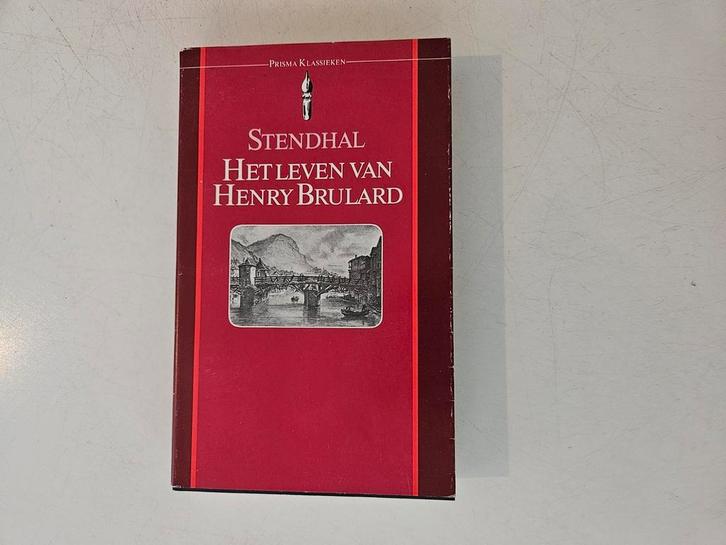 PRISMA KLASSIEKEN
STENDHAL
HET LEVEN VAN
HENRY BRULARD